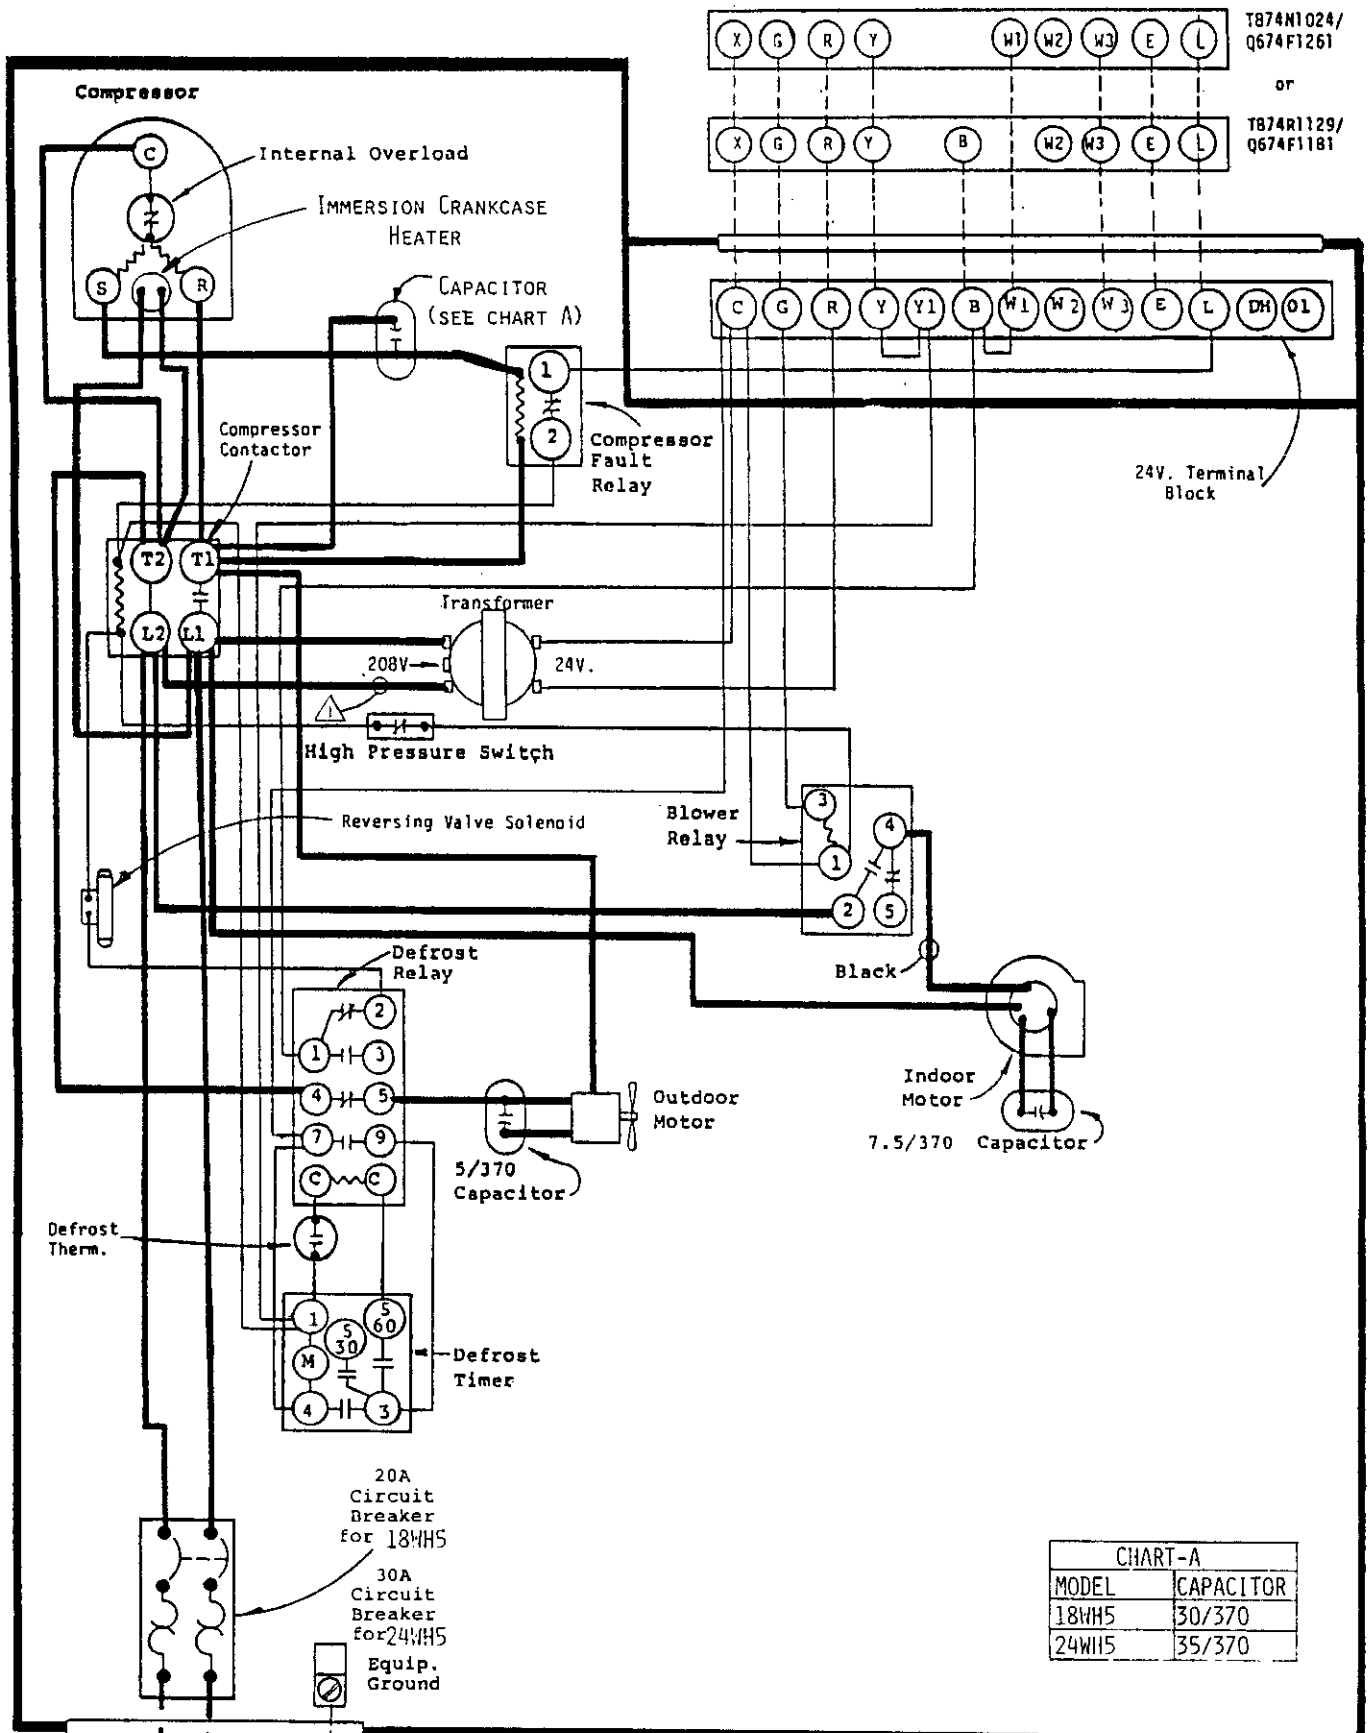 T874N1024/
Q674F1261
X G R Y W1 W2 W3 E L
or
T874R1129/
Q674F1181
X G R Y B W2 W3 E L
Compressor
C
Internal Overload
IMMERSION CRANKCASE
HEATER
S R
CAPACITOR
(SEE CHART A)
C G R Y Y1 B W1 W2 W3 E L DH O1
1
2
Compressor
Fault
Relay
24V. Terminal
Block
Compressor
Contactor
T2 T1
L2 L1
Transformer
208V
24V.
1
High Pressure Switch
Reversing Valve Solenoid
Blower
Relay
3
4
1
2 5
Black
Defrost
Relay
2
1 3
4 5
7 9
C C
Outdoor
Motor
5/370
Capacitor
Indoor
Motor
7.5/370 Capacitor
Defrost
Therm.
1
S
30
S
60
M
4 3
Defrost
Timer
20A
Circuit
Breaker
for 18WH5
30A
Circuit
Breaker
for 24WH5
Equip.
Ground
CHART-A
MODEL CAPACITOR
18WH5 30/370
24WH5 35/370